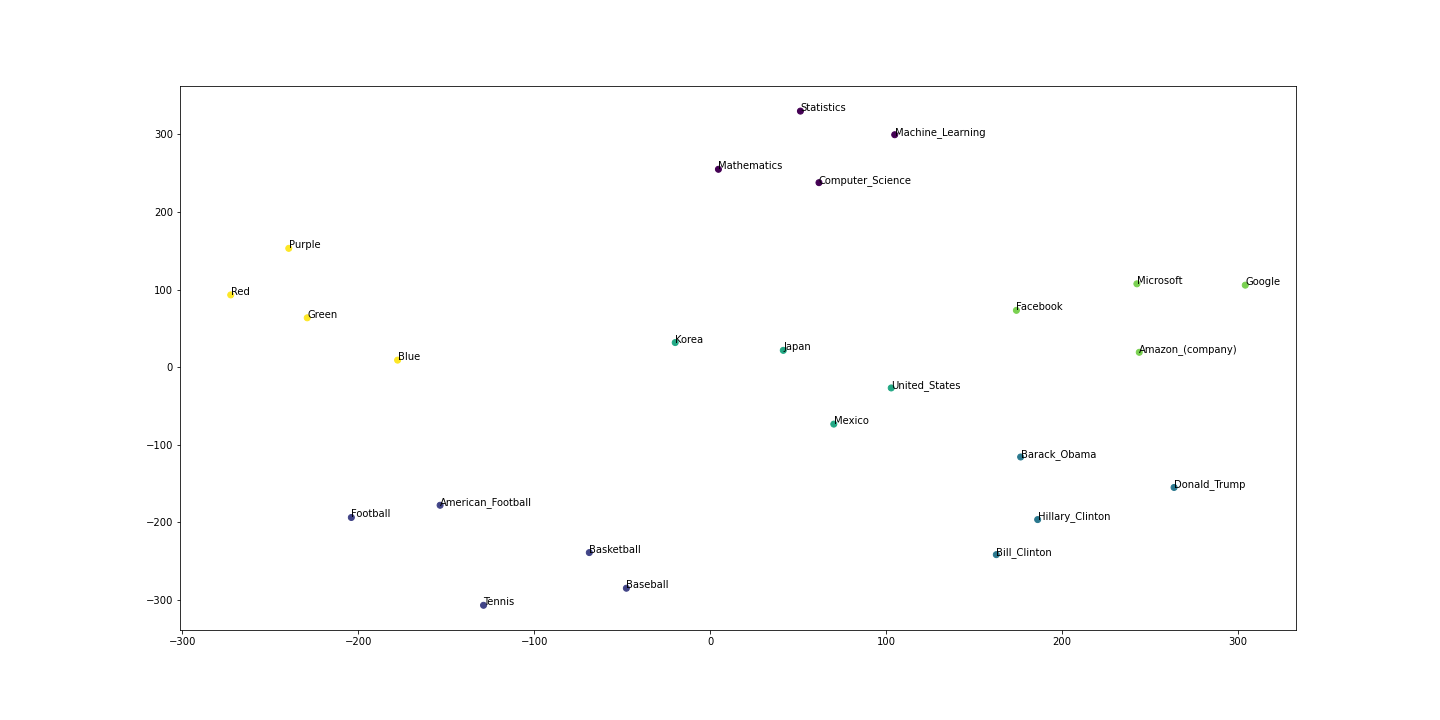 Statistics
Machine_Learning
300
Mathematics
Computer_Science
200
Purple
Microsoft
Google
Red
100
Facebook
Green
Korea
Japan
Amazon_(company)
Blue
0
United_States
Mexico
−100
Barack_Obama
Donald_Trump
American_Football
Football
Hillary_Clinton
−200
Basketball
Bill_Clinton
Baseball
Tennis
−300
−300 −200 −100 0 100 200 300